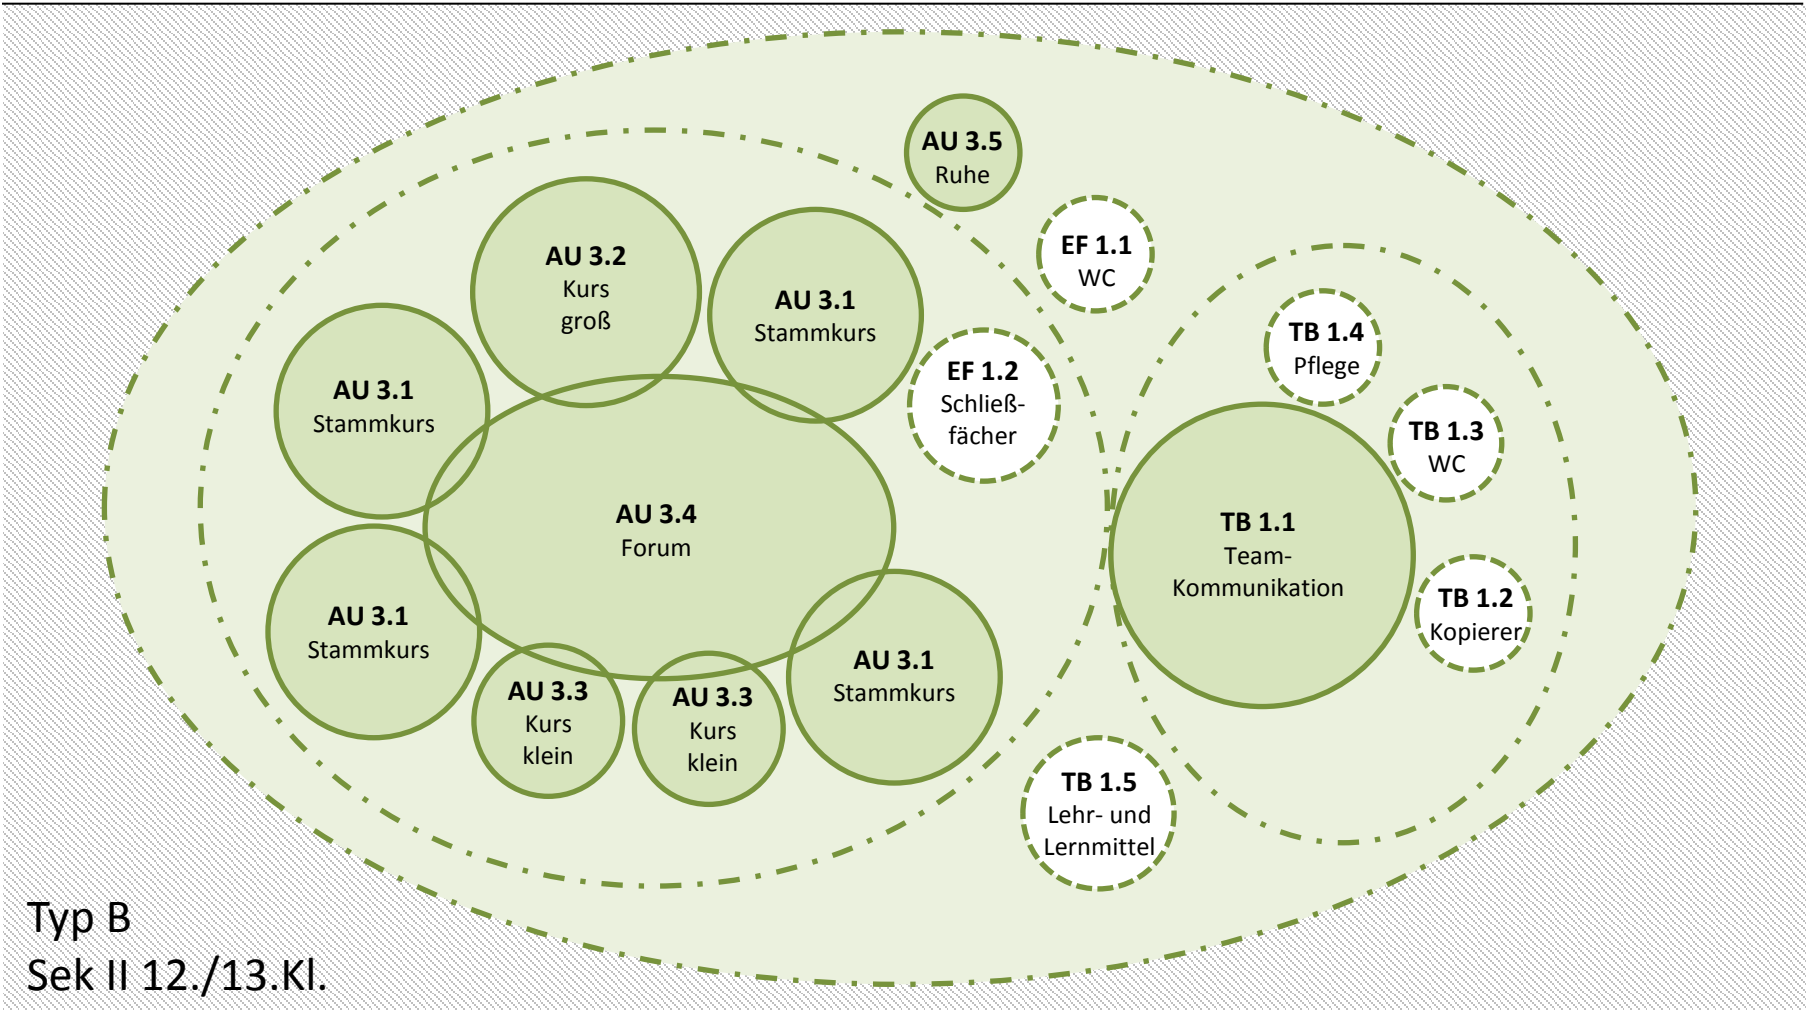 AU 3.5
Ruhe
EF 1.1
WC
AU 3.2
Kurs
groß
AU 3.1
Stammkurs
TB 1.4
Pflege
EF 1.2
Schließ-
fächer
AU 3.1
Stammkurs
TB 1.3
WC
AU 3.4
Forum
TB 1.1
Team-
Kommunikation
TB 1.2
Kopierer
AU 3.1
Stammkurs
AU 3.3
Kurs
klein
AU 3.3
Kurs
klein
AU 3.1
Stammkurs
TB 1.5
Lehr- und
Lernmittel
Typ B
Sek II 12./13.Kl.